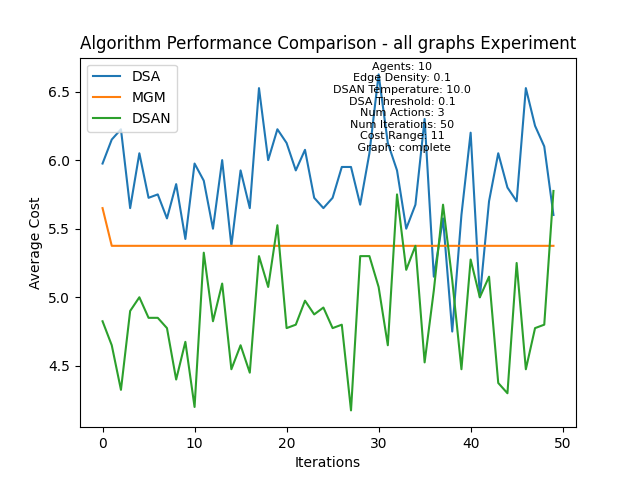 Algorithm Performance Comparison - all graphs Experiment
DSA
MGM
DSAN
Agents: 10
Edge Density: 0.1
DSAN Temperature: 10.0
DSA Threshold: 0.1
Num Actions: 3
Num Iterations: 50
Cost Range: 11
Graph: complete
Average Cost
6.5
6.0
5.5
5.0
4.5
0
10
20
30
40
50
Iterations